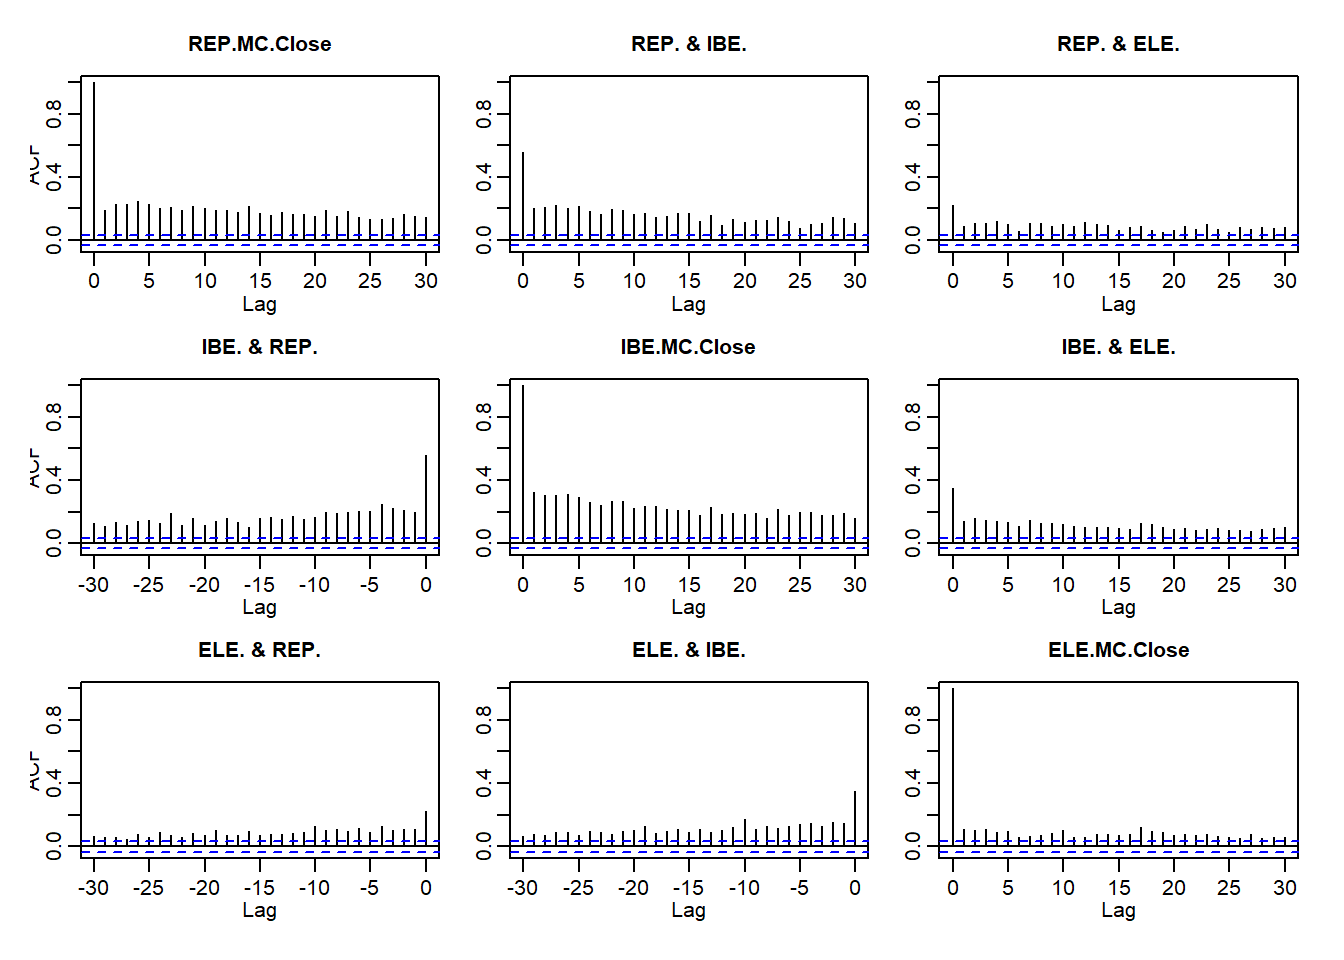 REP.MC.Close REP. & IBE. REP. & ELE.
ACF 0.0 0.4 0.8 0.0 0.4 0.8 0.0 0.4 0.8
0 5 10 15 20 25 30 0 5 10 15 20 25 30 0 5 10 15 20 25 30
Lag Lag Lag
IBE. & REP. IBE.MC.Close IBE. & ELE.
ACF 0.0 0.4 0.8 0.0 0.4 0.8 0.0 0.4 0.8
-30 -25 -20 -15 -10 -5 0 0 5 10 15 20 25 30 0 5 10 15 20 25 30
Lag Lag Lag
ELE. & REP. ELE. & IBE. ELE.MC.Close
ACF 0.0 0.4 0.8 0.0 0.4 0.8 0.0 0.4 0.8
-30 -25 -20 -15 -10 -5 0 -30 -25 -20 -15 -10 -5 0 0 5 10 15 20 25 30
Lag Lag Lag